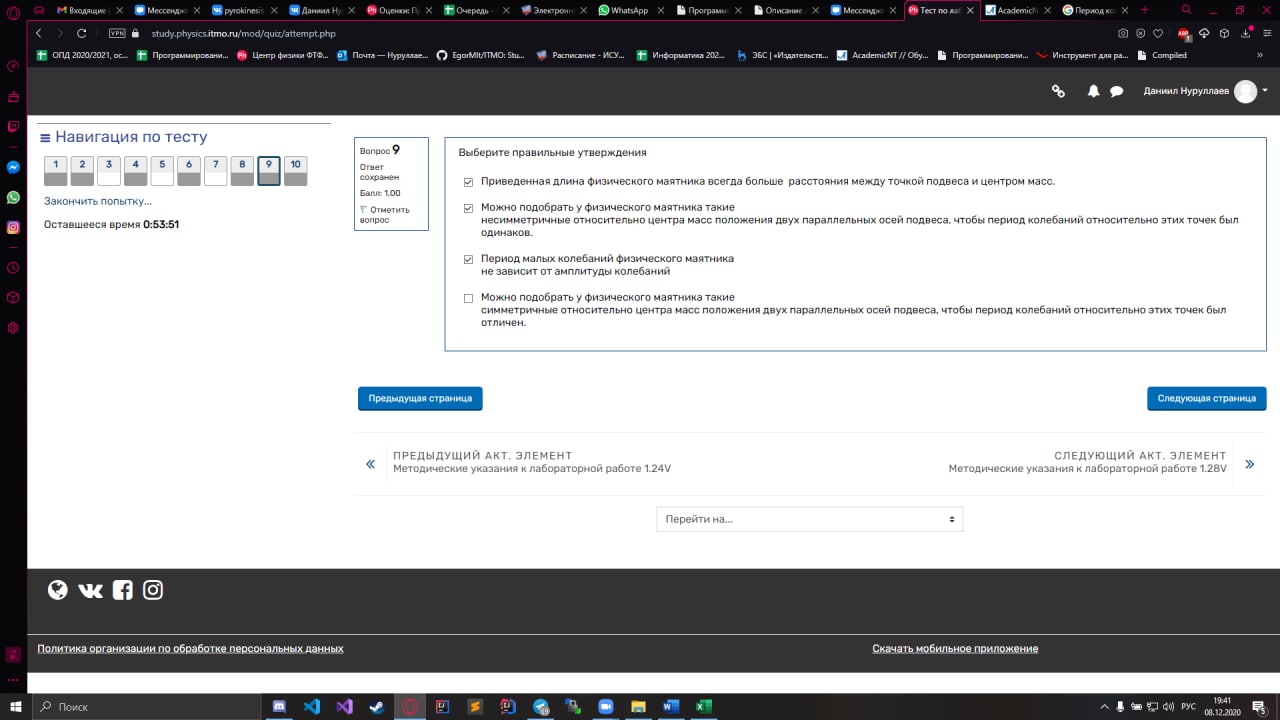 Входящие (
Мессендж
pyrokinesis
Даниил Ну
Оценки: П
Очередь -
Электронн
WhatsApp
Программ
Описание
Мессендж
Тест по ла
AcademicN
Период ко
VPN
study.physics.itmo.ru/mod/quiz/attempt.php
ОПД 2020/2021, ос...
Программировани...
Центр физики ФТФ...
Почта — Нуруллае...
EgorMIt/ITMO: Stu...
Расписание - ИСУ...
Информатика 202...
ЭБС «Издательств...
AcademicNT // Обу...
Программировани...
Инструмент для ра...
Compiled
Даниил Нуруллаев
Навигация по тесту
1 2 3 4 5 6 7 8 9 10
Закончить попытку...
Оставшееся время 0:53:51
Вопрос 9
Ответ
сохранен
Балл: 1,00
Отметить
вопрос
Выберите правильные утверждения
Приведенная длина физического маятника всегда больше расстояния между точкой подвеса и центром масс.
Можно подобрать у физического маятника такие
несимметричные относительно центра масс положения двух параллельных осей подвеса, чтобы период колебаний относительно этих точек был
одинаков.
Период малых колебаний физического маятника
не зависит от амплитуды колебаний
Можно подобрать у физического маятника такие
симметричные относительно центра масс положения двух параллельных осей подвеса, чтобы период колебаний относительно этих точек был
отличен.
Предыдущая страница
Следующая страница
ПРЕДЫДУЩИЙ АКТ. ЭЛЕМЕНТ
Методические указания к лабораторной работе 1.24V
СЛЕДУЮЩИЙ АКТ. ЭЛЕМЕНТ
Методические указания к лабораторной работе 1.28V
Перейти на...
Политика организации по обработке персональных данных
Скачать мобильное приложение
Поиск
РУС
19:41
08.12.2020